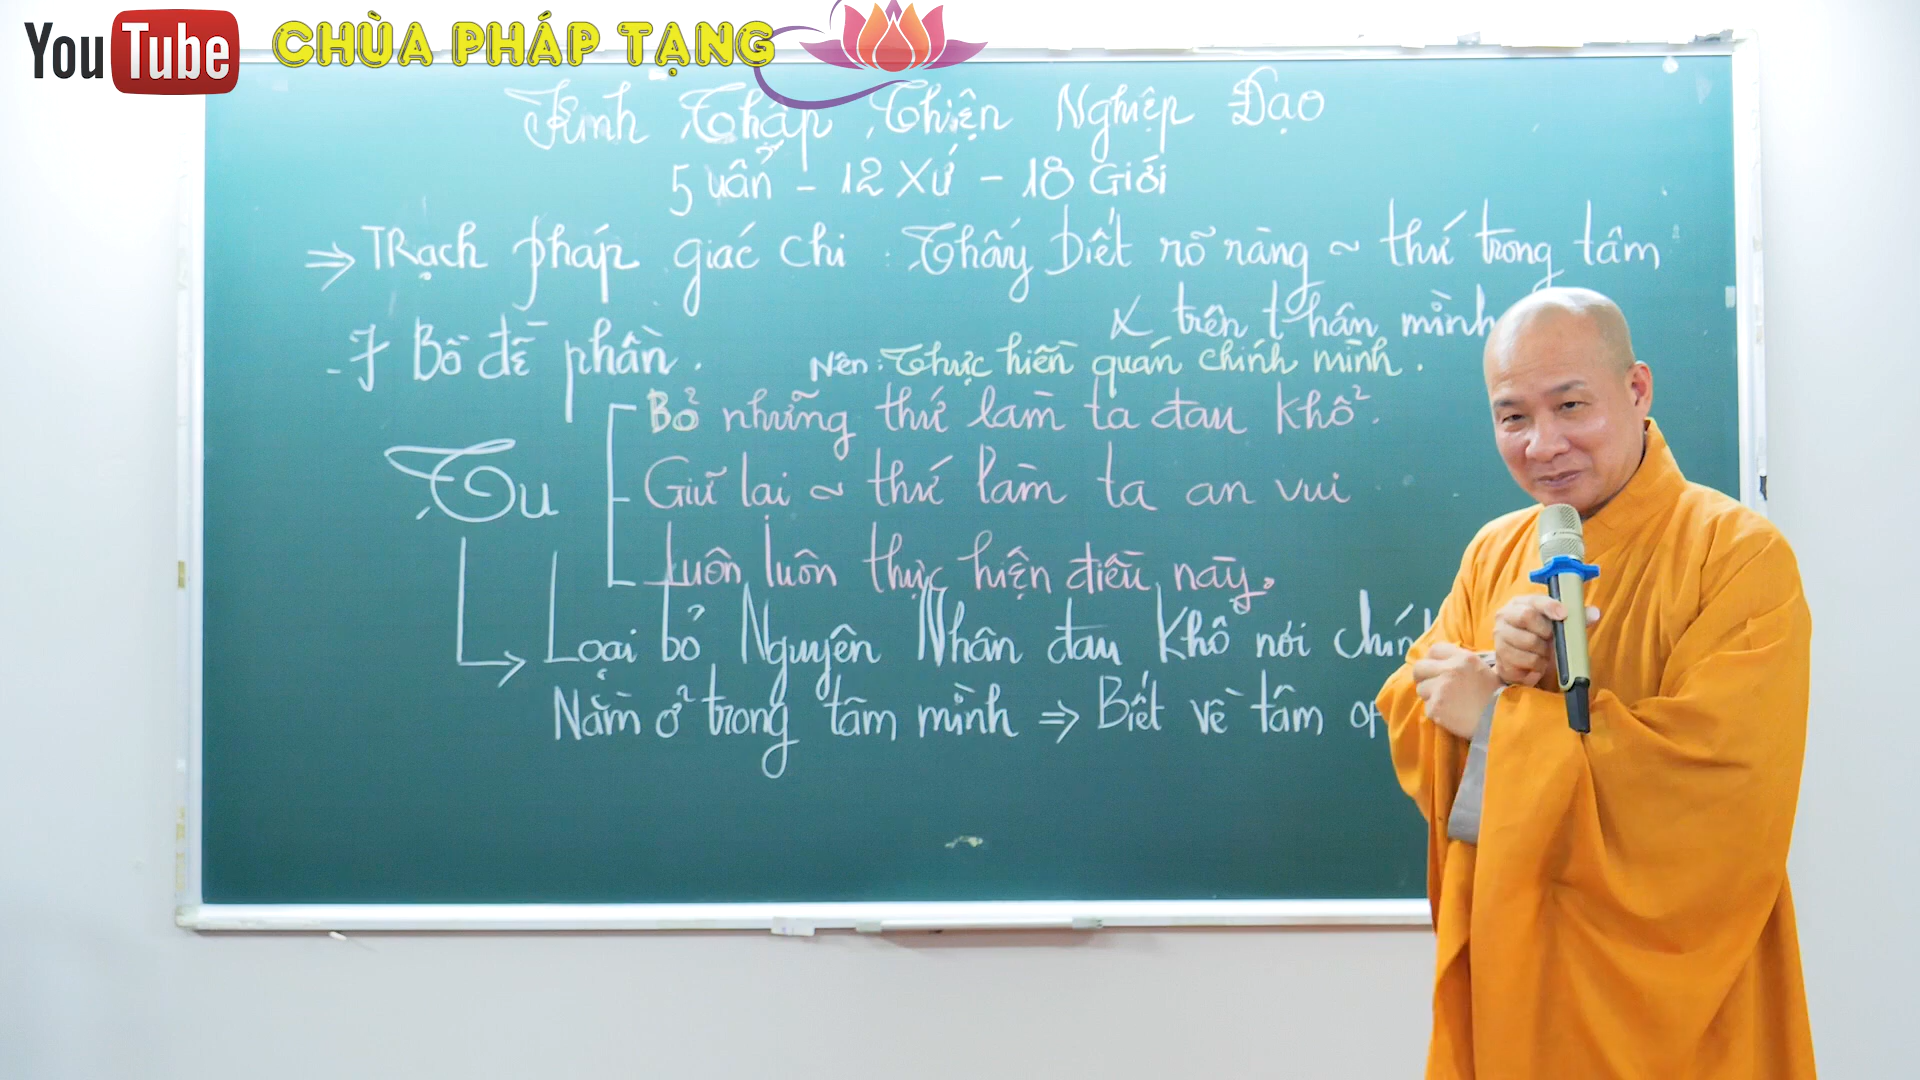 YouTube CHÙA PHÁP TẠNG
Kinh Thập Thiện Nghiệp Đạo
5 uẩn - 12 Xứ - 18 Giới
⇒ TRạch pháp giác chi : Thấy biết rõ ràng ~ thứ trong tâm
& trên thân mình
- 7 Bồ đề phần.
Nên : Thực hiền quán chính mình.
Bỏ những thứ làm ta đau khổ.
Tu
Giữ lại ~ thứ làm ta an vui
Luôn luôn thực hiện điều này.
Loại bỏ Nguyên Nhân đau khổ nơi
Nằm ở trong tâm mình ⇒ Biết về tâm